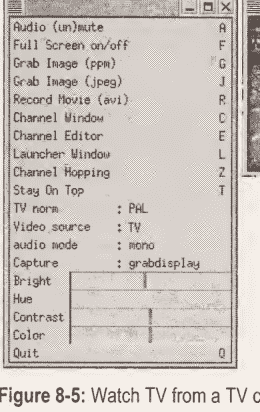 Audio (un)mute A
Full Screen on/off F
Grab Image (ppm) G
Grab Image (jpeg) J
Record Movie (avi) R
Channel Window C
Channel Editor E
Launcher Window L
Channel Hopping Z
Stay On Top T
TV norm : PAL
Video source : TV
audio mode : mono
Capture : grabdisplay
Bright
Hue
Contrast
Color
Quit Q
Figure 8-5: Watch TV from a TV c